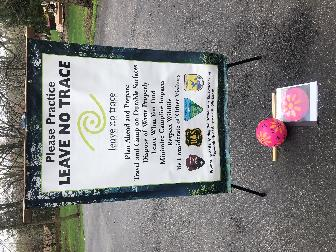 Please Practice
LEAVE NO TRACE
leave no trace
Plan Ahead and Prepare
Travel and Camp on Durable Surfaces
Dispose of Waste Properly
Leave What You Find
Minimize Campfire Impacts
Respect Wildlife
Be Considerate of Other Visitors